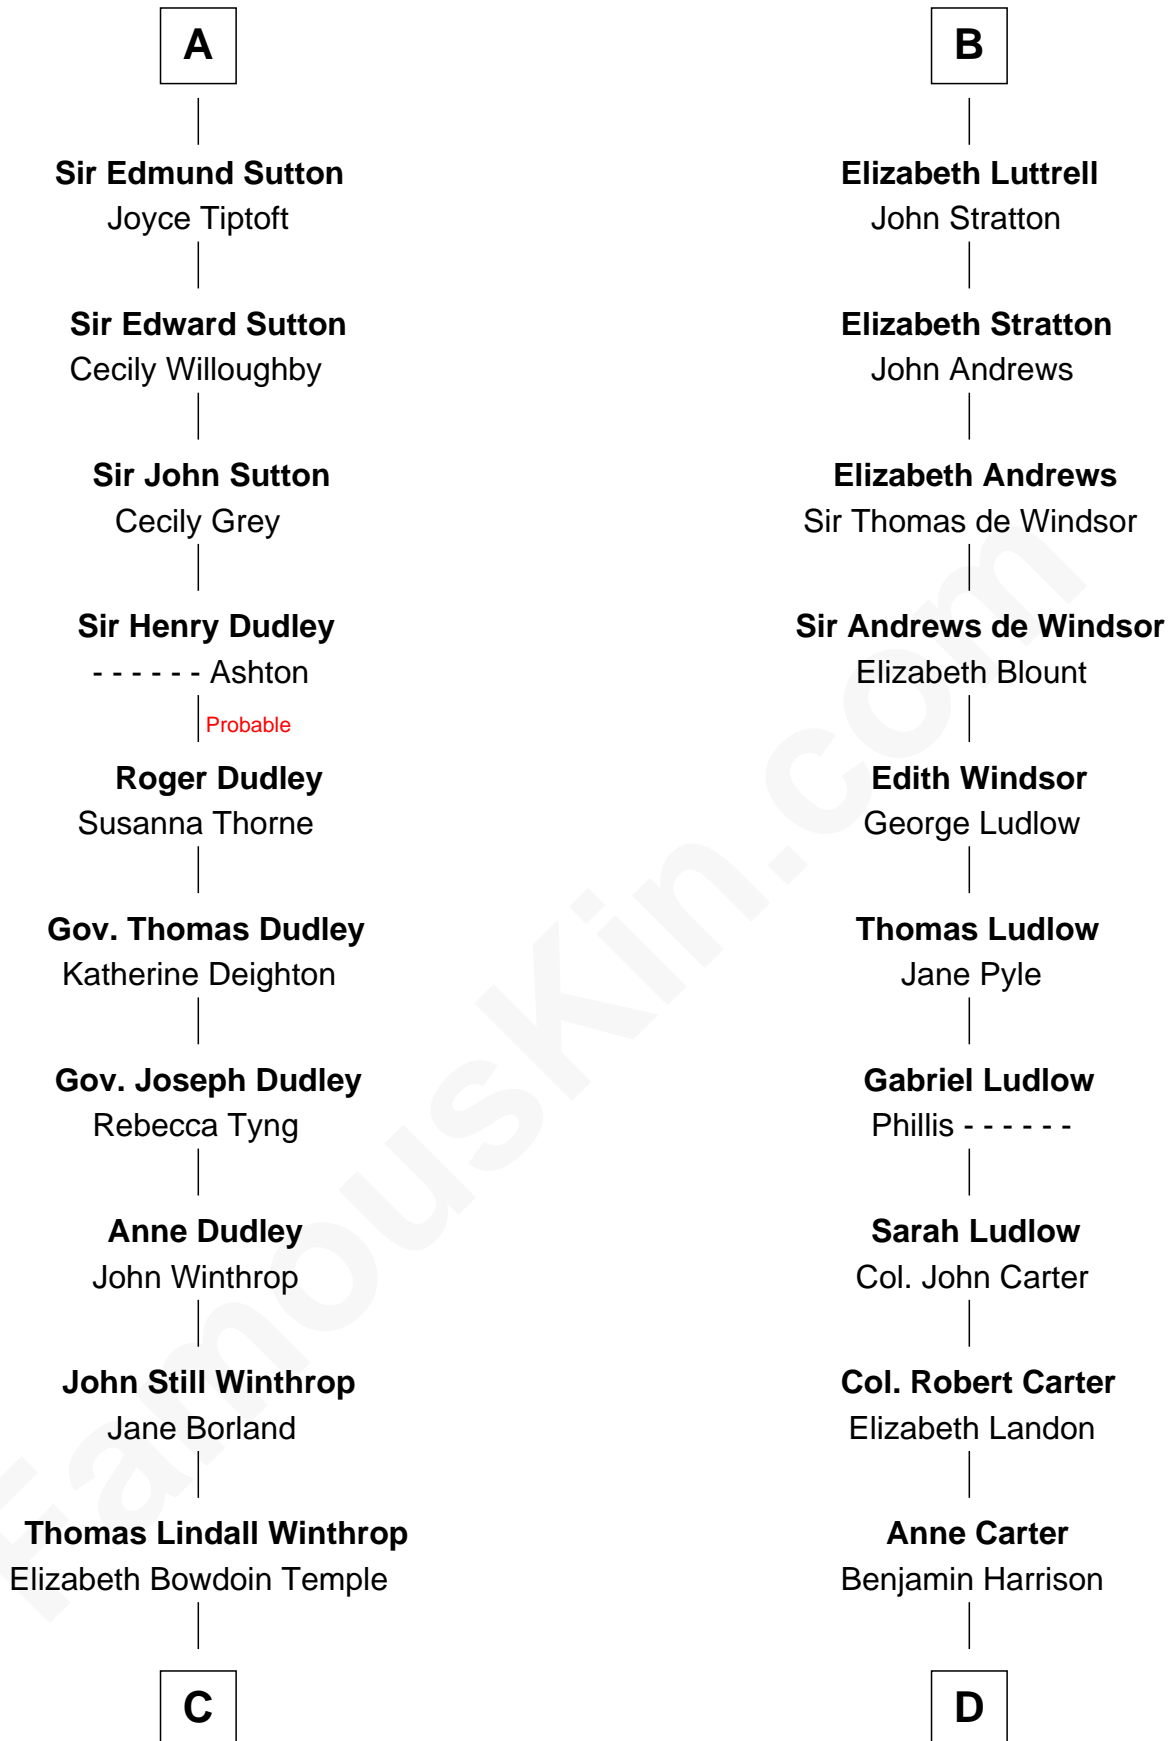 A
Sir Edmund Sutton
Joyce Tiptoft
Sir Edward Sutton
Cecily Willoughby
Sir John Sutton
Cecily Grey
Sir Henry Dudley
- - - - - - Ashton
Probable
Roger Dudley
Susanna Thorne
Gov. Thomas Dudley
Katherine Deighton
Gov. Joseph Dudley
Rebecca Tyng
Anne Dudley
John Winthrop
John Still Winthrop
Jane Borland
Thomas Lindall Winthrop
Elizabeth Bowdoin Temple
C
B
Elizabeth Luttrell
John Stratton
Elizabeth Stratton
John Andrews
Elizabeth Andrews
Sir Thomas de Windsor
Sir Andrews de Windsor
Elizabeth Blount
Edith Windsor
George Ludlow
Thomas Ludlow
Jane Pyle
Gabriel Ludlow
Phillis - - - - - -
Sarah Ludlow
Col. John Carter
Col. Robert Carter
Elizabeth Landon
Anne Carter
Benjamin Harrison
D
FamousKin.com